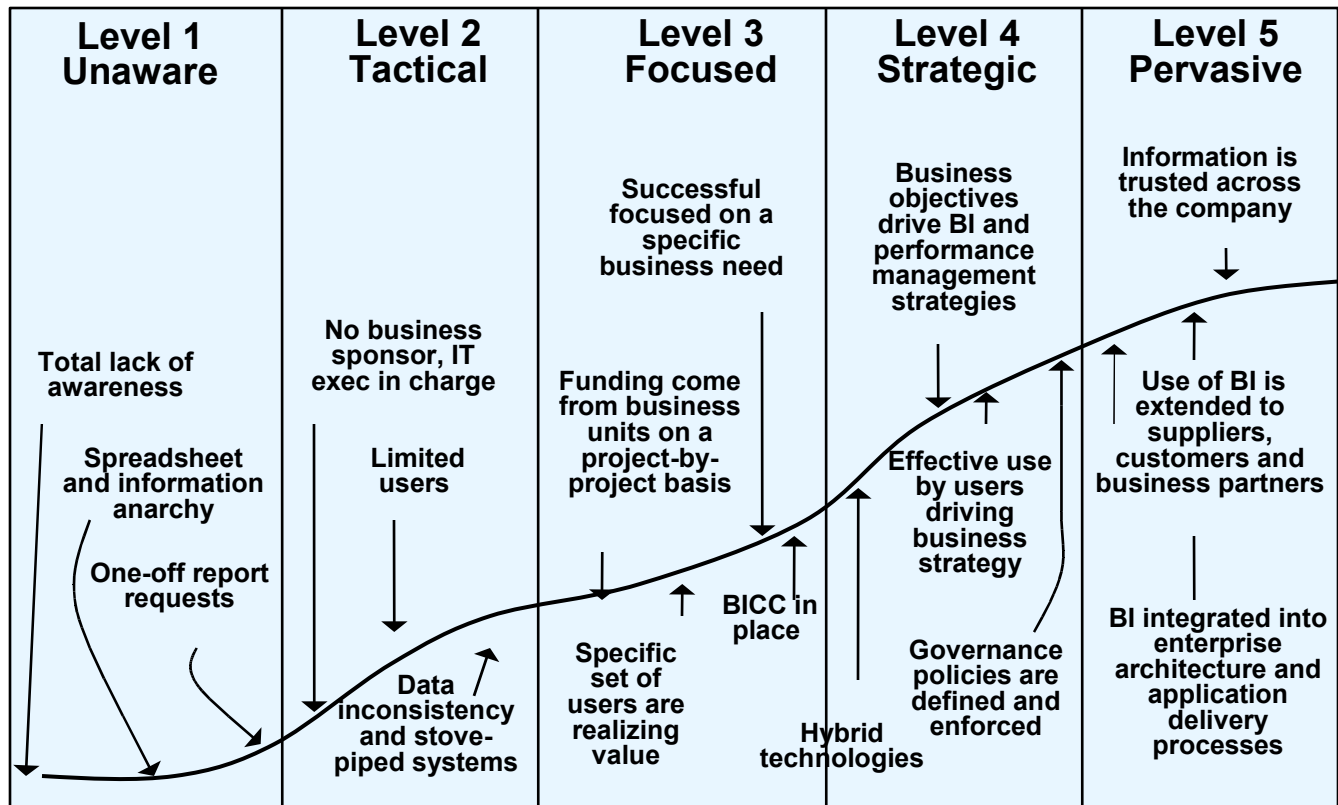 Level 1
Unaware
Level 2
Tactical
Level 3
Focused
Level 4
Strategic
Level 5
Pervasive
Total lack of
awareness
Spreadsheet
and information
anarchy
One-off report
requests
No business
sponsor, IT
exec in charge
Limited
users
Data
inconsistency
and stove-
piped systems
Successful
focused on a
specific
business need
Funding come
from business
units on a
project-by-
project basis
BICC in
place
Specific
set of
users are
realizing
value
Business
objectives
drive BI and
performance
management
strategies
Effective use
by users
driving
business
strategy
Governance
policies are
defined and
enforced
Hybrid
technologies
Information is
trusted across
the company
Use of BI is
extended to
suppliers,
customers and
business partners
BI integrated into
enterprise
architecture and
application
delivery
processes